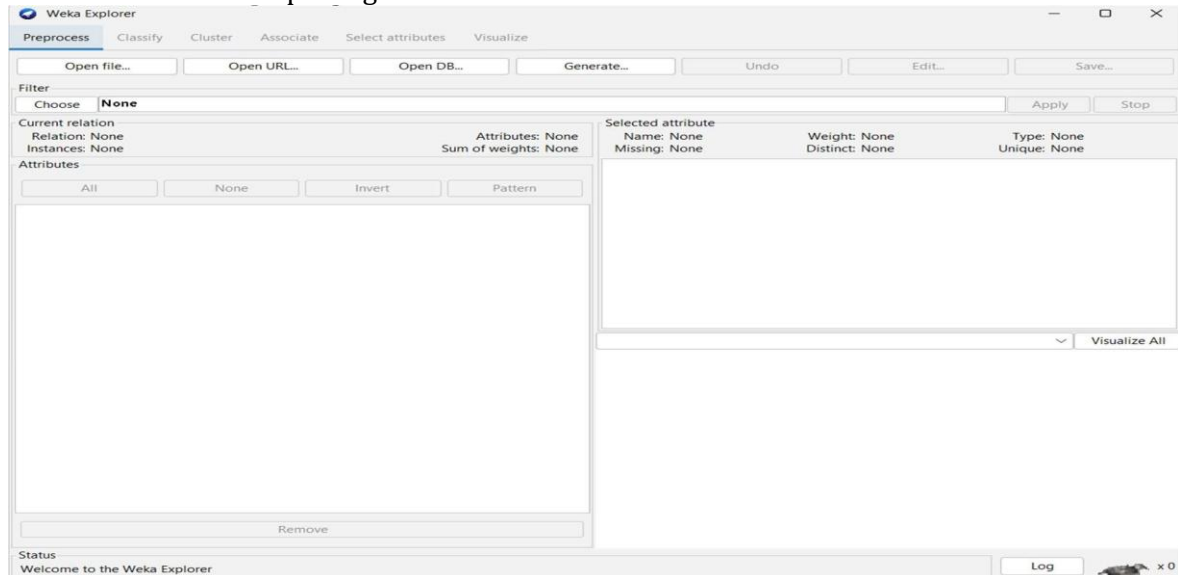 Weka Explorer
Preprocess Classify Cluster Associate Select attributes Visualize
Open file... Open URL... Open DB... Generate... Undo Edit... Save...
Filter
Choose None Apply Stop
Current relation
Relation: None Attributes: None
Instances: None Sum of weights: None
Selected attribute
Name: None Weight: None Type: None
Missing: None Distinct: None Unique: None
Attributes
All None Invert Pattern
Visualize All
Remove
Status
Welcome to the Weka Explorer
Log x 0